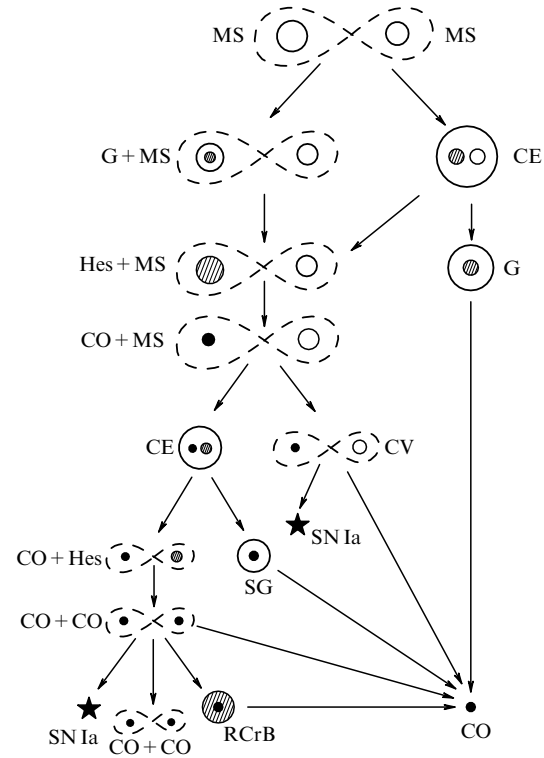 MS
MS
G + MS
CE
Hes + MS
G
CO + MS
CE
CV
SN Ia
CO + Hes
SG
CO + CO
SN Ia
CO + CO
RCrB
CO